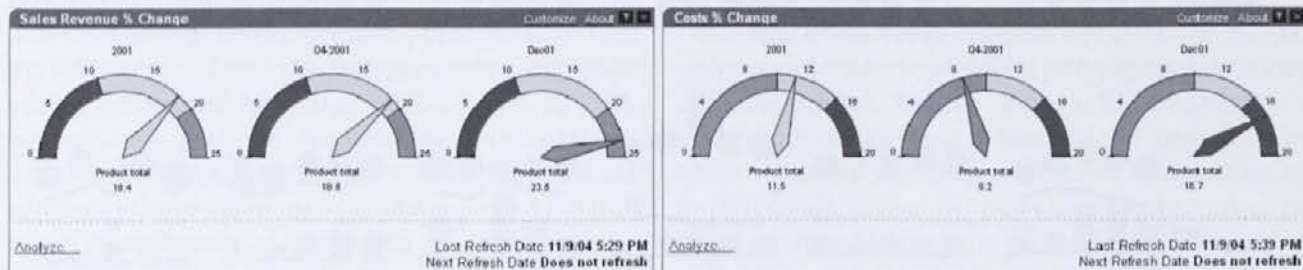 Sales Revenue % Change
Customize About ?
2001
Q4-2001
Dec01
0 5 10 15 20 25
0 5 10 15 20 25
0 5 10 15 20 25
Product total
18.4
Product total
18.8
Product total
23.5
Analyze...
Last Refresh Date 11/9/04 5:29 PM
Next Refresh Date Does not refresh
Costs % Change
Customize About ?
2001
Q4-2001
Dec01
0 4 8 12 16 20
0 4 8 12 16 20
0 4 8 12 16 20
Product total
11.5
Product total
9.2
Product total
Analyze...
Last Refresh Date 11/9/04 5:39 PM
Next Refresh Date Does not refresh